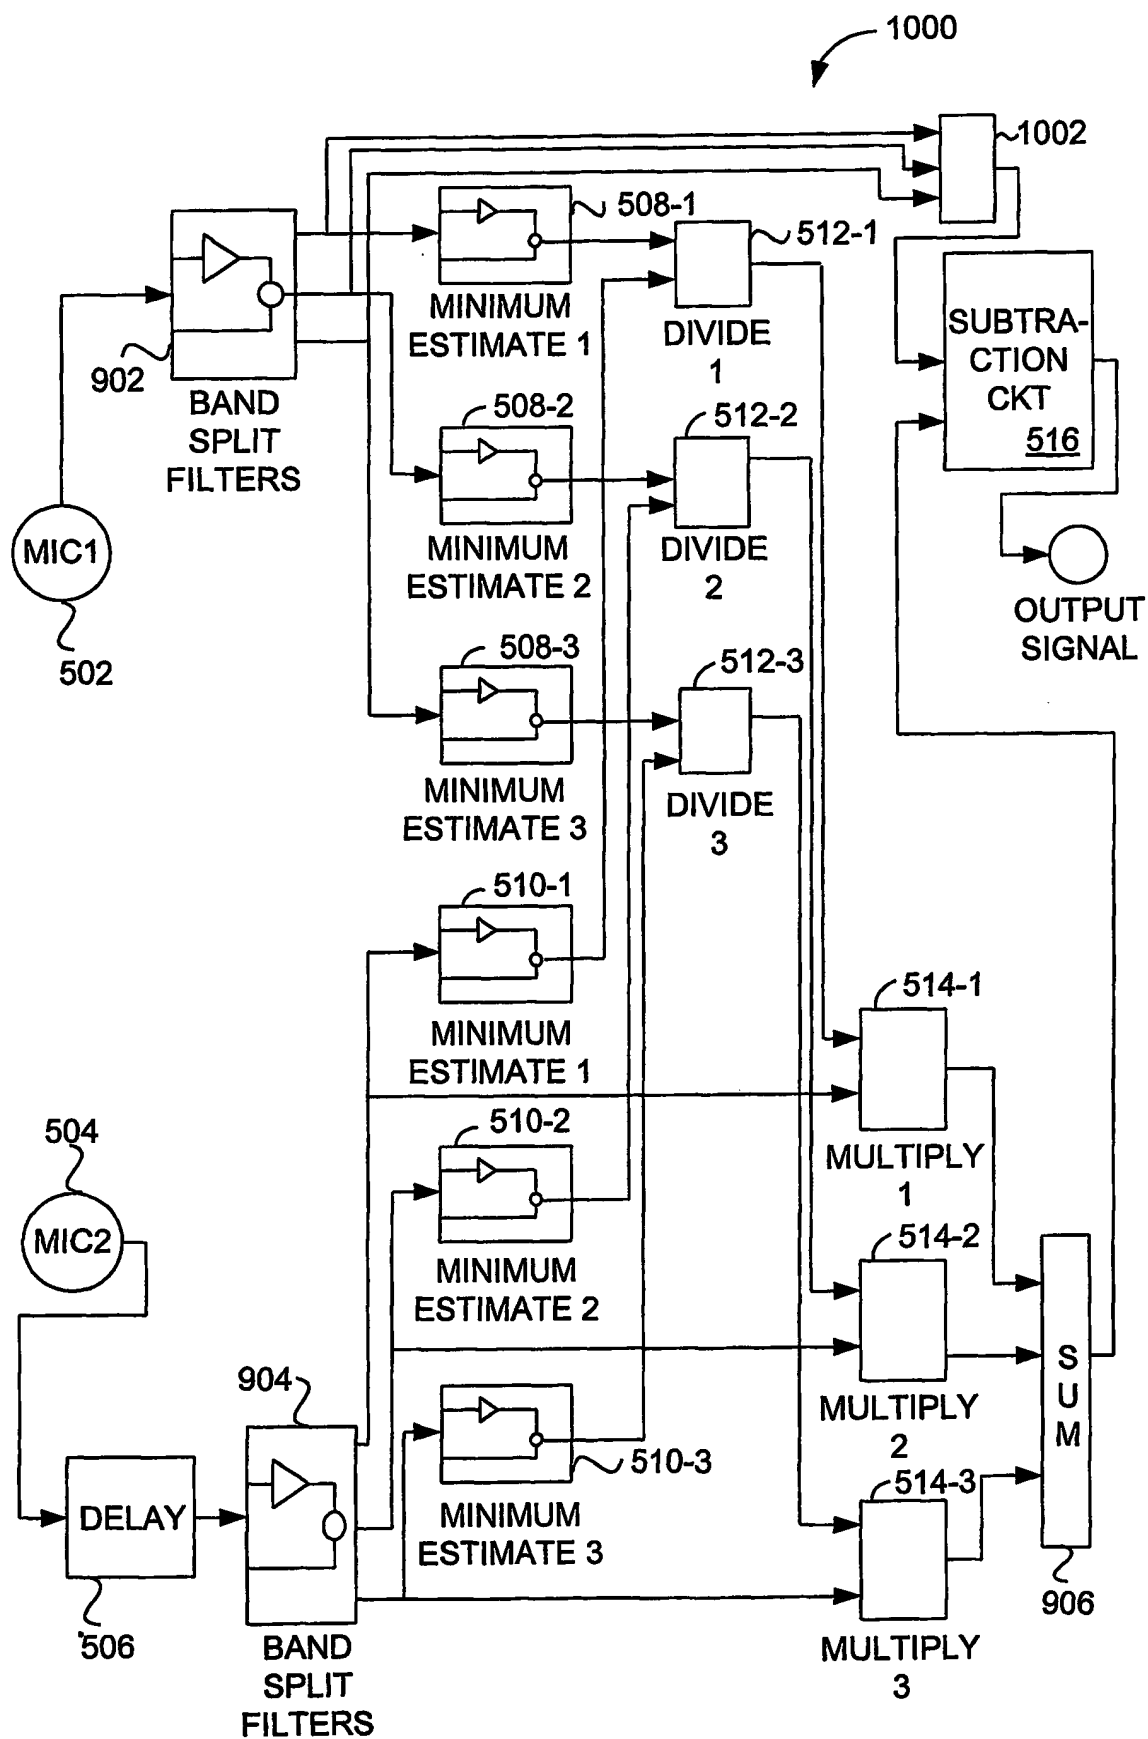 1000
1002
508-1
512-1
MINIMUM
ESTIMATE 1
DIVIDE
1
SUBTRA-
CTION
CKT
516
902
BAND
SPLIT
FILTERS
508-2
512-2
MIC1
MINIMUM
ESTIMATE 2
DIVIDE
2
OUTPUT
SIGNAL
502
508-3
512-3
MINIMUM
ESTIMATE 3
DIVIDE
3
510-1
514-1
MINIMUM
ESTIMATE 1
504
510-2
MULTIPLY
1
MIC2
514-2
MINIMUM
ESTIMATE 2
904
SUM
MULTIPLY
2
510-3
514-3
DELAY
MINIMUM
ESTIMATE 3
906
506
BAND
SPLIT
FILTERS
MULTIPLY
3